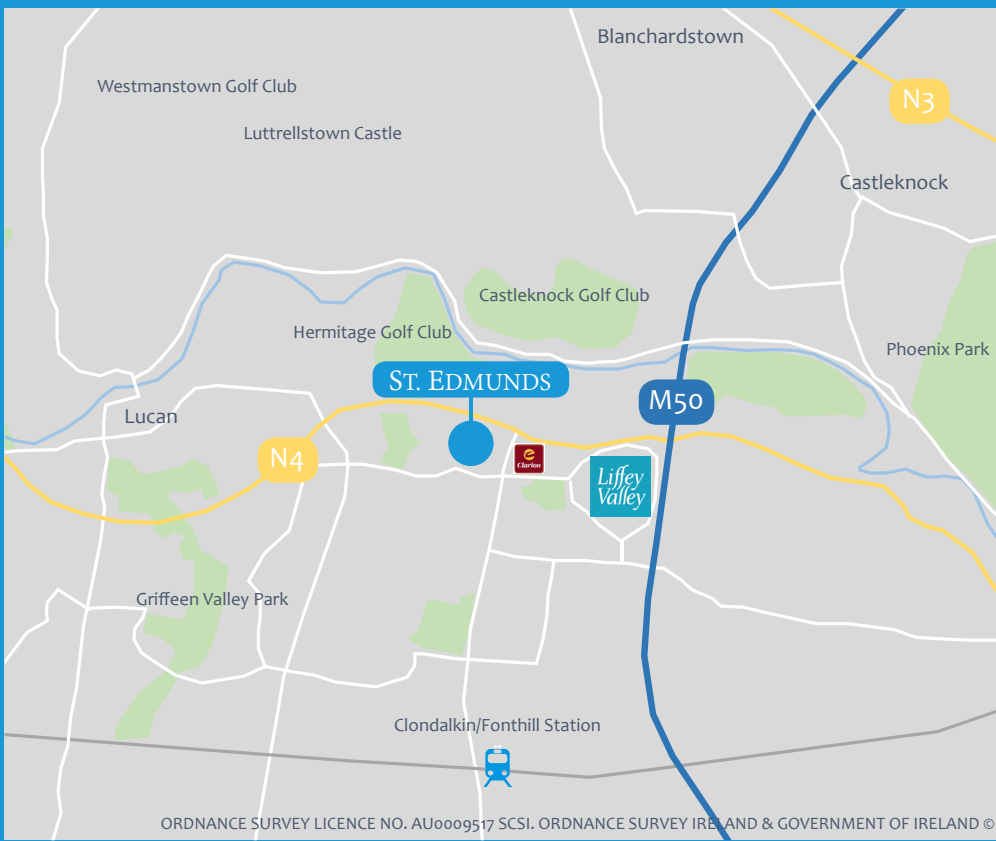 Blanchardstown
Westmanstown Golf Club
N3
Luttrellstown Castle
Castleknock
Castleknock Golf Club
Hermitage Golf Club
Phoenix Park
ST. EDMUNDS
M50
Lucan
N4
Clarion
Liffey
Valley
Griffeen Valley Park
Clondalkin/Fonthill Station
ORDNANCE SURVEY LICENCE NO. AU0009517 SCSI. ORDNANCE SURVEY IRELAND & GOVERNMENT OF IRELAND ©